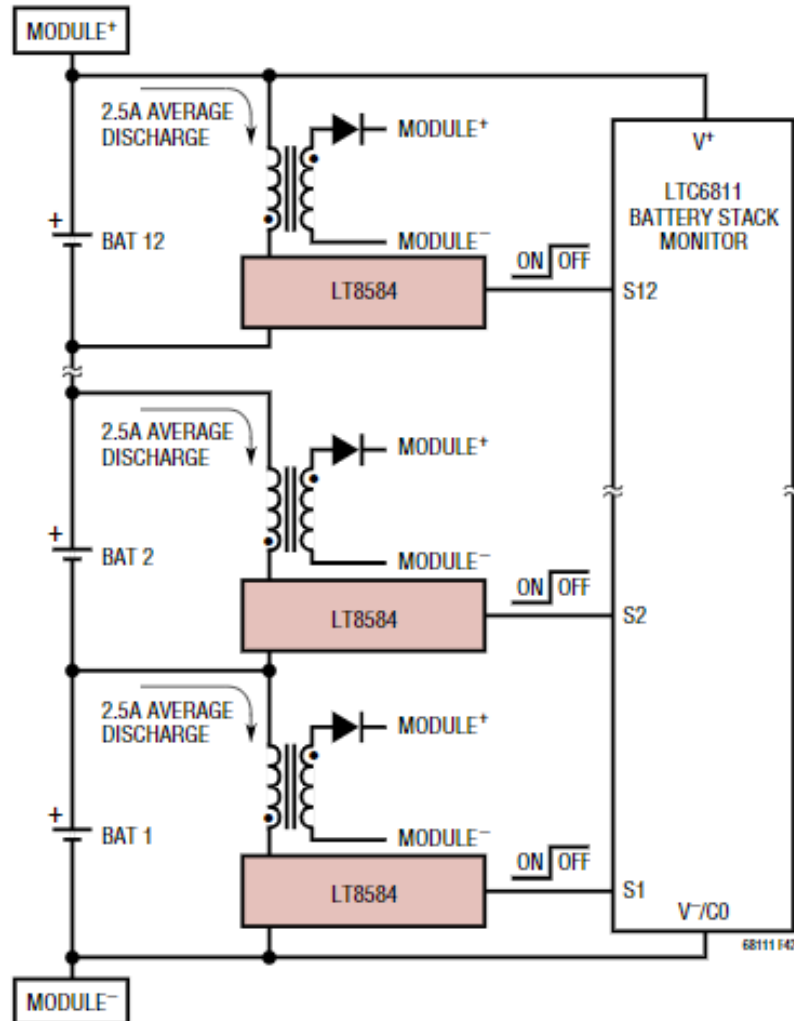 MODULE⁺
2.5A AVERAGE
DISCHARGE
MODULE⁺
V⁺
LTC6811
BATTERY STACK
MONITOR
+
BAT 12
MODULE⁻
ON OFF
LT8584
S12
2.5A AVERAGE
DISCHARGE
MODULE⁺
+
BAT 2
MODULE⁻
ON OFF
LT8584
S2
2.5A AVERAGE
DISCHARGE
MODULE⁺
+
BAT 1
MODULE⁻
ON OFF
LT8584
S1
V⁻/C0
MODULE⁻